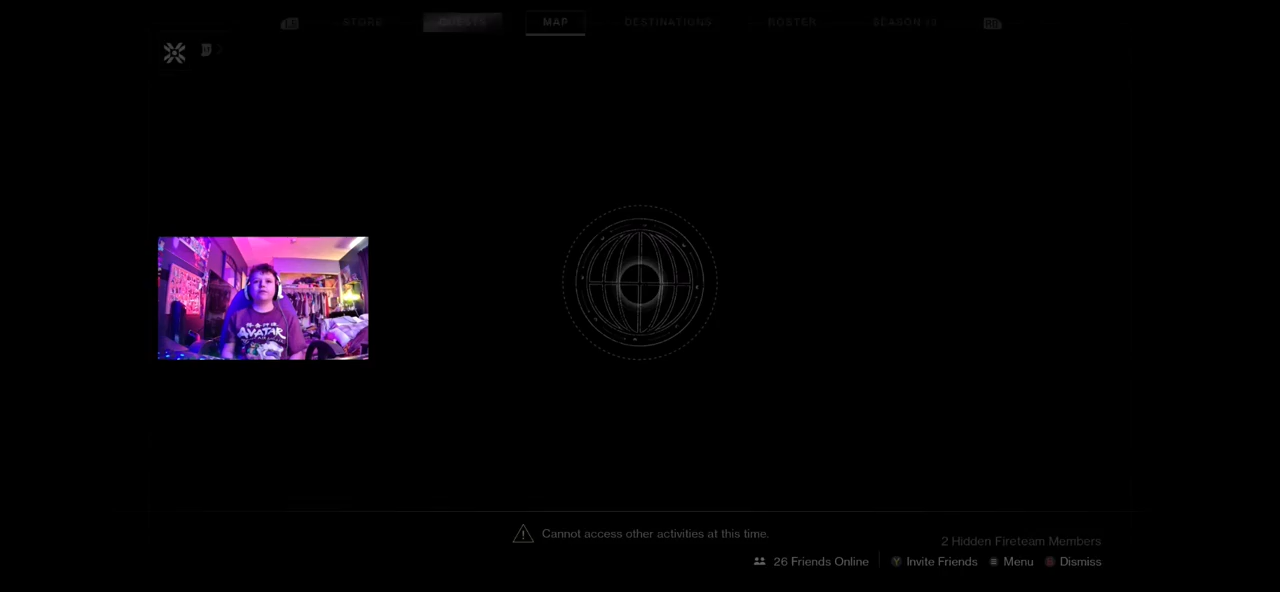 STORE
QUESTS
MAP
DESTINATIONS
ROSTER
AVATAR
Cannot access other activities at this time.
2 Hidden Fireteam Members
26 Friends Online
Y Invite Friends
Menu
Dismiss